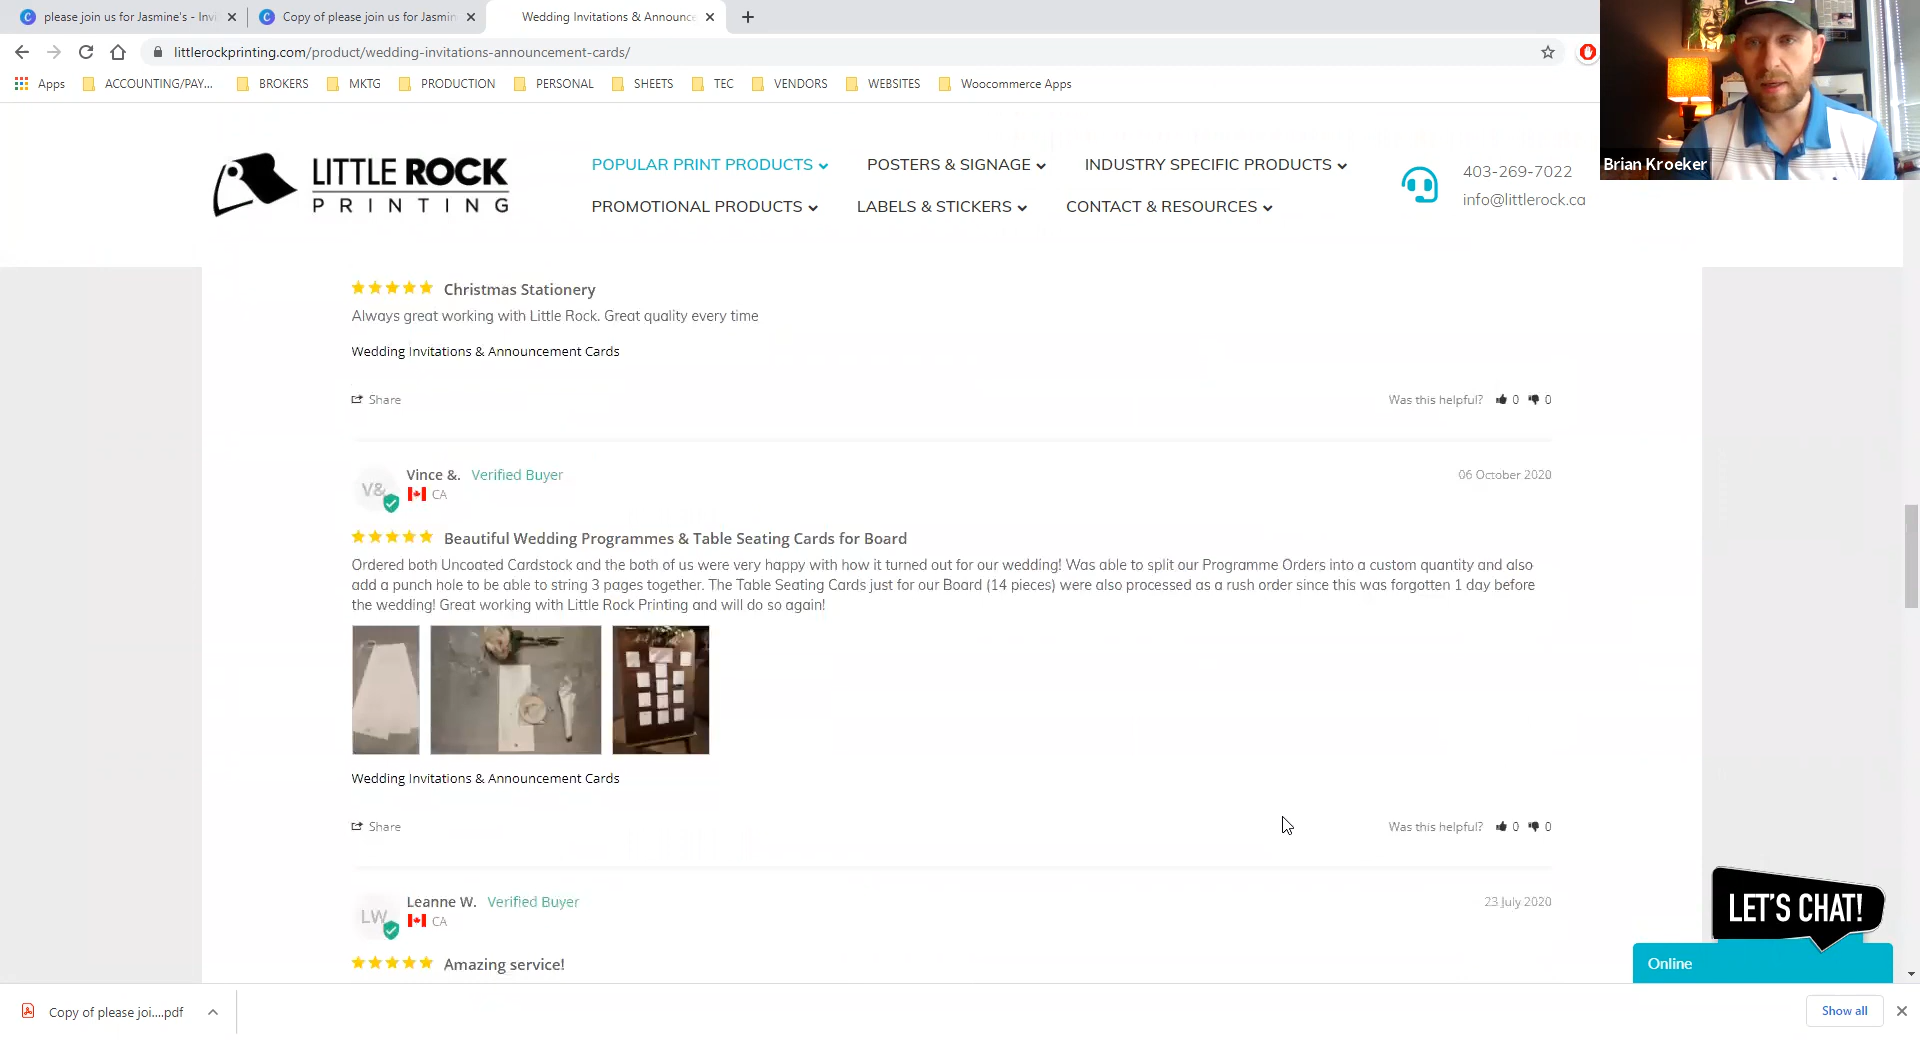 please join us for Jasmine's - Invi
Copy of please join us for Jasmin
Wedding Invitations & Announce
littlerockprinting.com/product/wedding-invitations-announcement-cards/
Apps
ACCOUNTING/PAY...
BROKERS
MKTG
PRODUCTION
PERSONAL
SHEETS
TEC
VENDORS
WEBSITES
Woocommerce Apps
Brian Kroeker
LITTLE ROCK
PRINTING
POPULAR PRINT PRODUCTS
POSTERS & SIGNAGE
INDUSTRY SPECIFIC PRODUCTS
PROMOTIONAL PRODUCTS
LABELS & STICKERS
CONTACT & RESOURCES
403-269-7022
info@littlerock.ca
Christmas Stationery
Always great working with Little Rock. Great quality every time
Wedding Invitations & Announcement Cards
Share
Was this helpful? 0 0
V&
Vince &. Verified Buyer
06 October 2020
CA
Beautiful Wedding Programmes & Table Seating Cards for Board
Ordered both Uncoated Cardstock and the both of us were very happy with how it turned out for our wedding! Was able to split our Programme Orders into a custom quantity and also
add a punch hole to be able to string 3 pages together. The Table Seating Cards just for our Board (14 pieces) were also processed as a rush order since this was forgotten 1 day before
the wedding! Great working with Little Rock Printing and will do so again!
Wedding Invitations & Announcement Cards
Share
Was this helpful? 0 0
LW
Leanne W. Verified Buyer
23 July 2020
CA
Amazing service!
LET'S CHAT!
Online
Copy of please joi....pdf
Show all